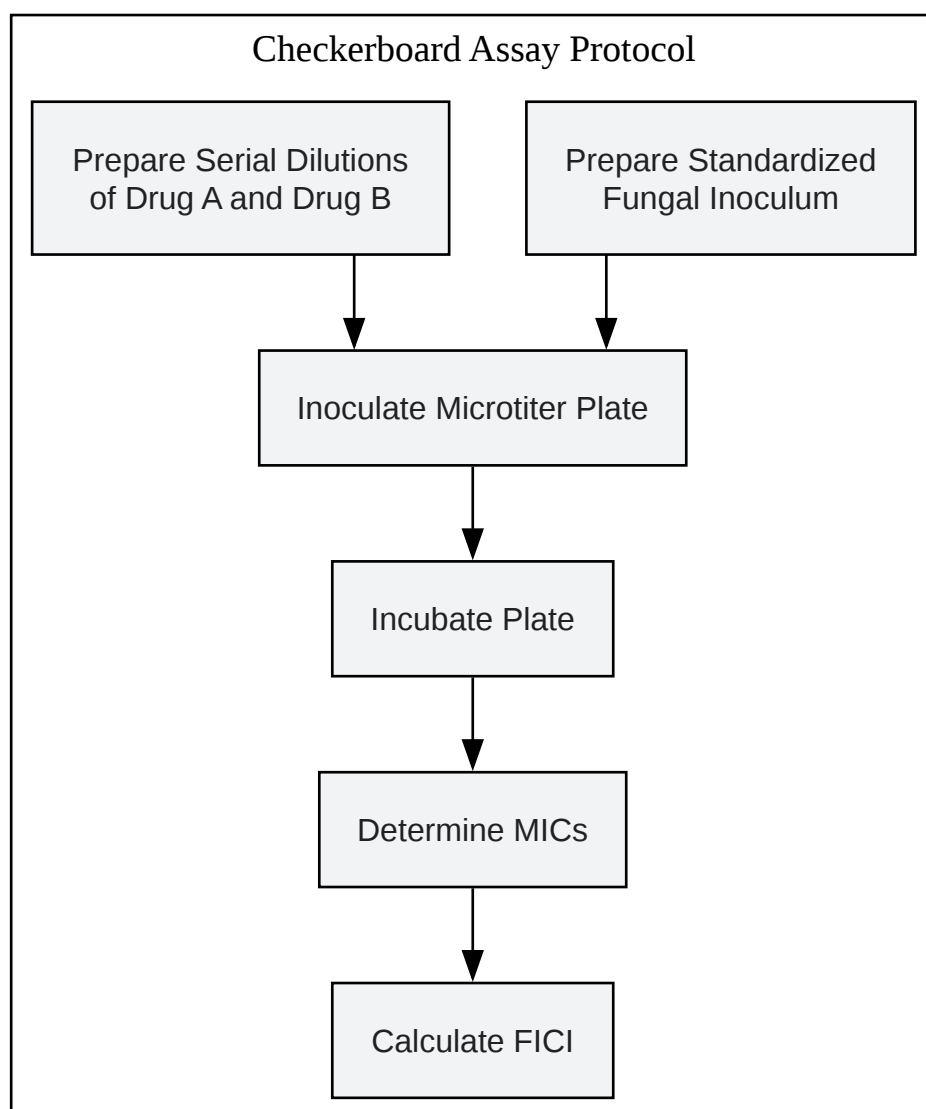 Checkerboard Assay Protocol
Prepare Serial Dilutions
of Drug A and Drug B
Prepare Standardized
Fungal Inoculum
Inoculate Microtiter Plate
Incubate Plate
Determine MICs
Calculate FICI